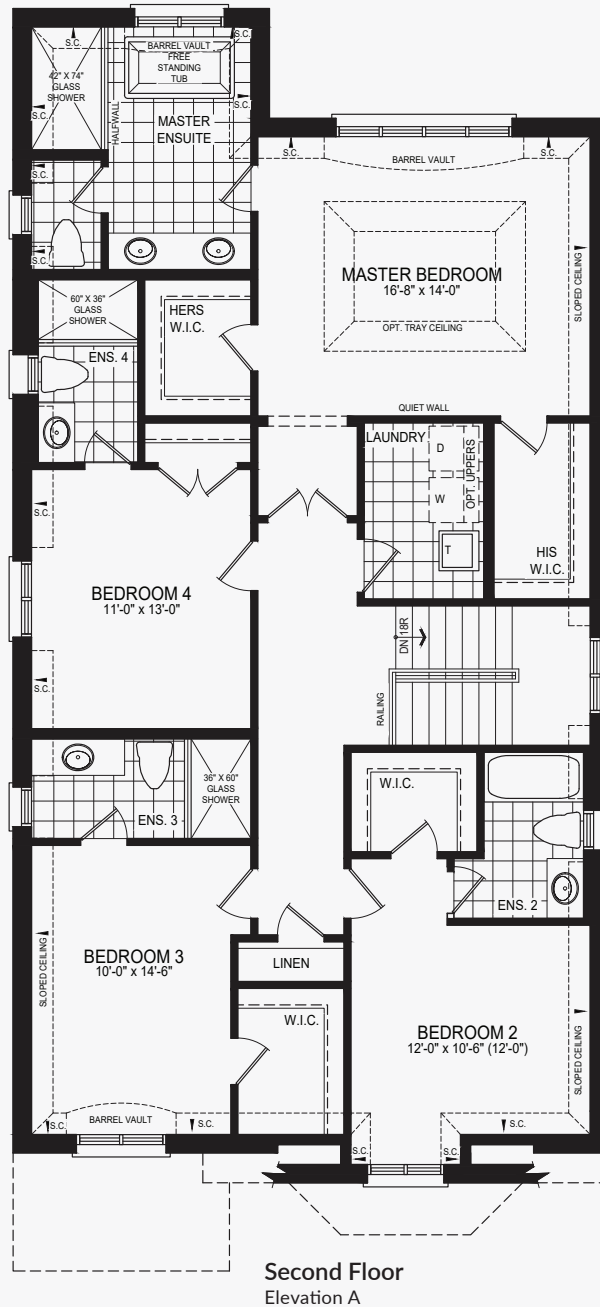 S.C.
S.C.
BARREL VAULT
FREE
STANDING
TUB
42" X 74"
GLASS
SHOWER
S.C.
S.C.
HALFWALL
MASTER
ENSUITE
S.C.
S.C.
BARREL VAULT
S.C.
S.C.
S.C.
MASTER BEDROOM
16'-8" x 14'-0"
OPT. TRAY CEILING
SLOPED CEILING
60" X 36"
GLASS
SHOWER
HERS
W.I.C.
ENS. 4
QUIET WALL
LAUNDRY
D
W
OPT. UPPERS
T
HIS
W.I.C.
S.C.
BEDROOM 4
11'-0" x 13'-0"
DN 18R
S.C.
RAILING
36" X 60"
GLASS
SHOWER
ENS. 3
W.I.C.
ENS. 2
BEDROOM 3
10'-0" x 14'-6"
SLOPED CEILING
LINEN
W.I.C.
BEDROOM 2
12'-0" x 10'-6" (12'-0")
SLOPED CEILING
BARREL VAULT
S.C.
S.C.
S.C.
S.C.
S.C.
Second Floor
Elevation A